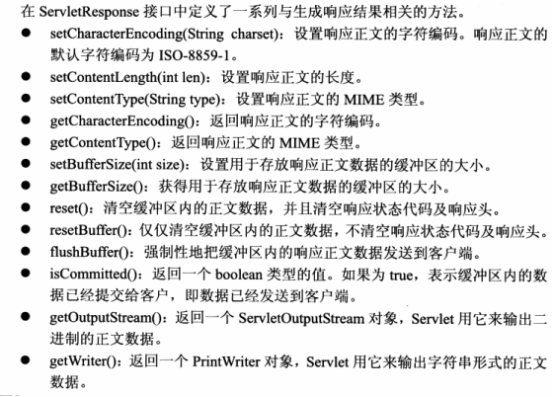 在 ServletResponse 接口中定义了一系列与生成响应结果相关的方法。
● setCharacterEncoding(String charset)：设置响应正文的字符编码。响应正文的
默认字符编码为 ISO-8859-1。
● setContentLength(int len)：设置响应正文的长度。
● setContentType(String type)：设置响应正文的 MIME 类型。
● getCharacterEncoding()：返回响应正文的字符编码。
● getContentType()：返回响应正文的 MIME 类型。
● setBufferSize(int size)：设置用于存放响应正文数据的缓冲区的大小。
● getBufferSize()：获得用于存放响应正文数据的缓冲区的大小。
● reset()：清空缓冲区内的正文数据，并且清空响应状态代码及响应头。
● resetBuffer()：仅仅清空缓冲区内的正文数据，不清空响应状态代码及响应头。
● flushBuffer()：强制性地把缓冲区内的响应正文数据发送到客户端。
● isCommitted()：返回一个 boolean 类型的值。如果为 true，表示缓冲区内的数
据已经提交给客户，即数据已经发送到客户端。
● getOutputStream()：返回一个 ServletOutputStream 对象，Servlet 用它来输出二
进制的正文数据。
● getWriter()：返回一个 PrintWriter 对象，Servlet 用它来输出字符串形式的正文
数据。